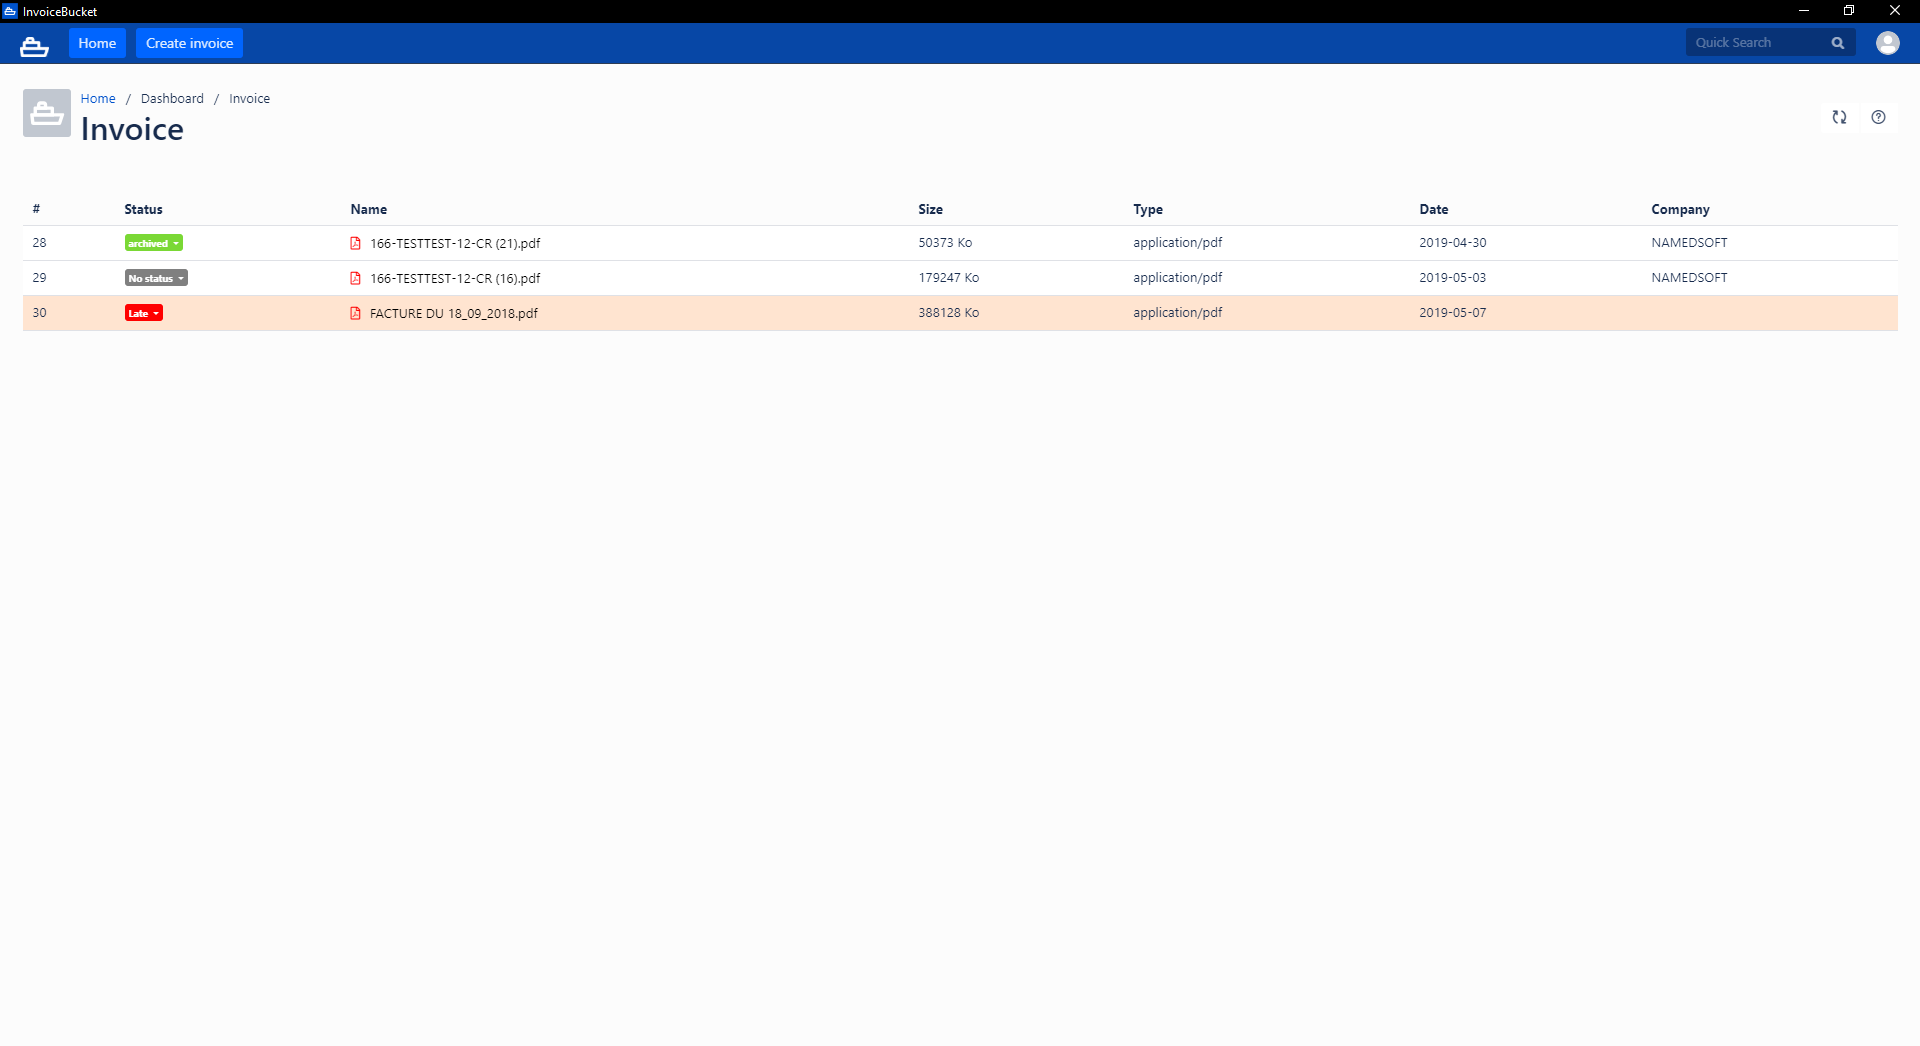 InvoiceBucket
Home Create invoice Quick Search
Home / Dashboard / Invoice
Invoice
# Status Name Size Type Date Company
28 archived 166-TESTTEST-12-CR (21).pdf 50373 Ko application/pdf 2019-04-30 NAMEDSOFT
29 No status 166-TESTTEST-12-CR (16).pdf 179247 Ko application/pdf 2019-05-03 NAMEDSOFT
30 Late FACTURE DU 18_09_2018.pdf 388128 Ko application/pdf 2019-05-07